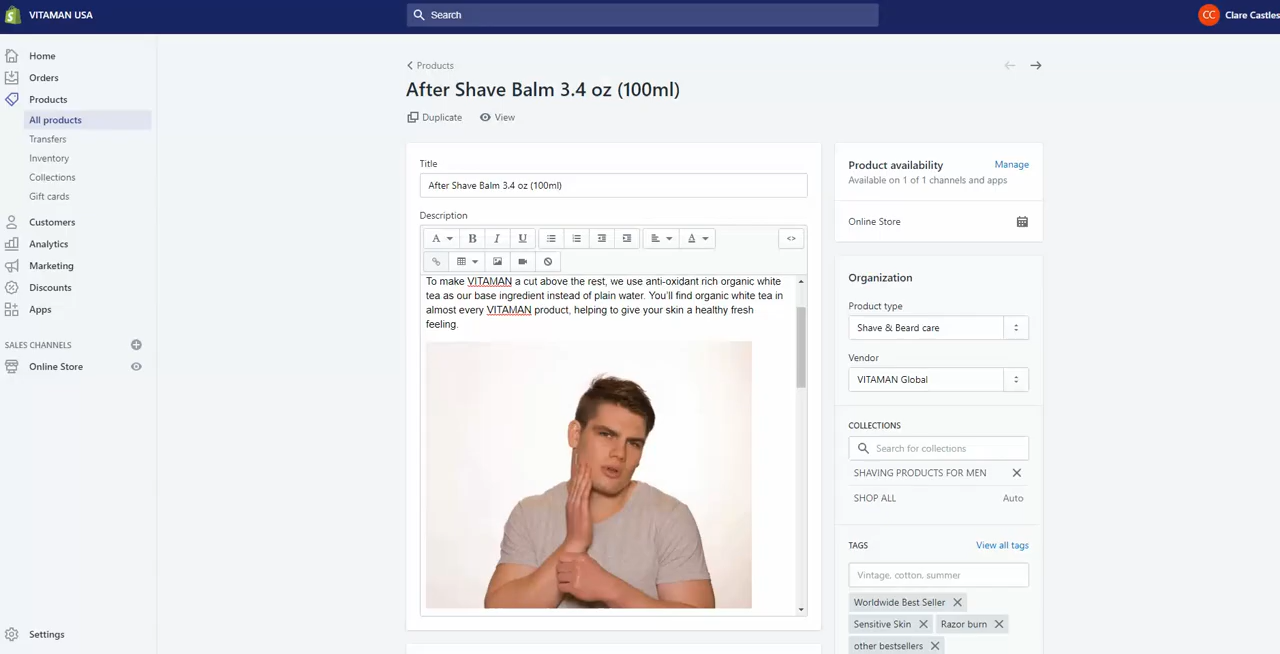 VITAMAN USA
Search
CC Clare Castles
Home
Orders
Products
All products
Transfers
Inventory
Collections
Gift cards
Customers
Analytics
Marketing
Discounts
Apps
SALES CHANNELS
Online Store
Settings
Products
After Shave Balm 3.4 oz (100ml)
Duplicate View
Title
After Shave Balm 3.4 oz (100ml)
Description
A B I U A <>
To make VITAMAN a cut above the rest, we use anti-oxidant rich organic white
tea as our base ingredient instead of plain water. You'll find organic white tea in
almost every VITAMAN product, helping to give your skin a healthy fresh
feeling.
Product availability Manage
Available on 1 of 1 channels and apps
Online Store
Organization
Product type
Shave & Beard care
Vendor
VITAMAN Global
COLLECTIONS
Search for collections
SHAVING PRODUCTS FOR MEN
SHOP ALL Auto
TAGS View all tags
Vintage, cotton, summer
Worldwide Best Seller
Sensitive Skin Razor burn
other bestsellers